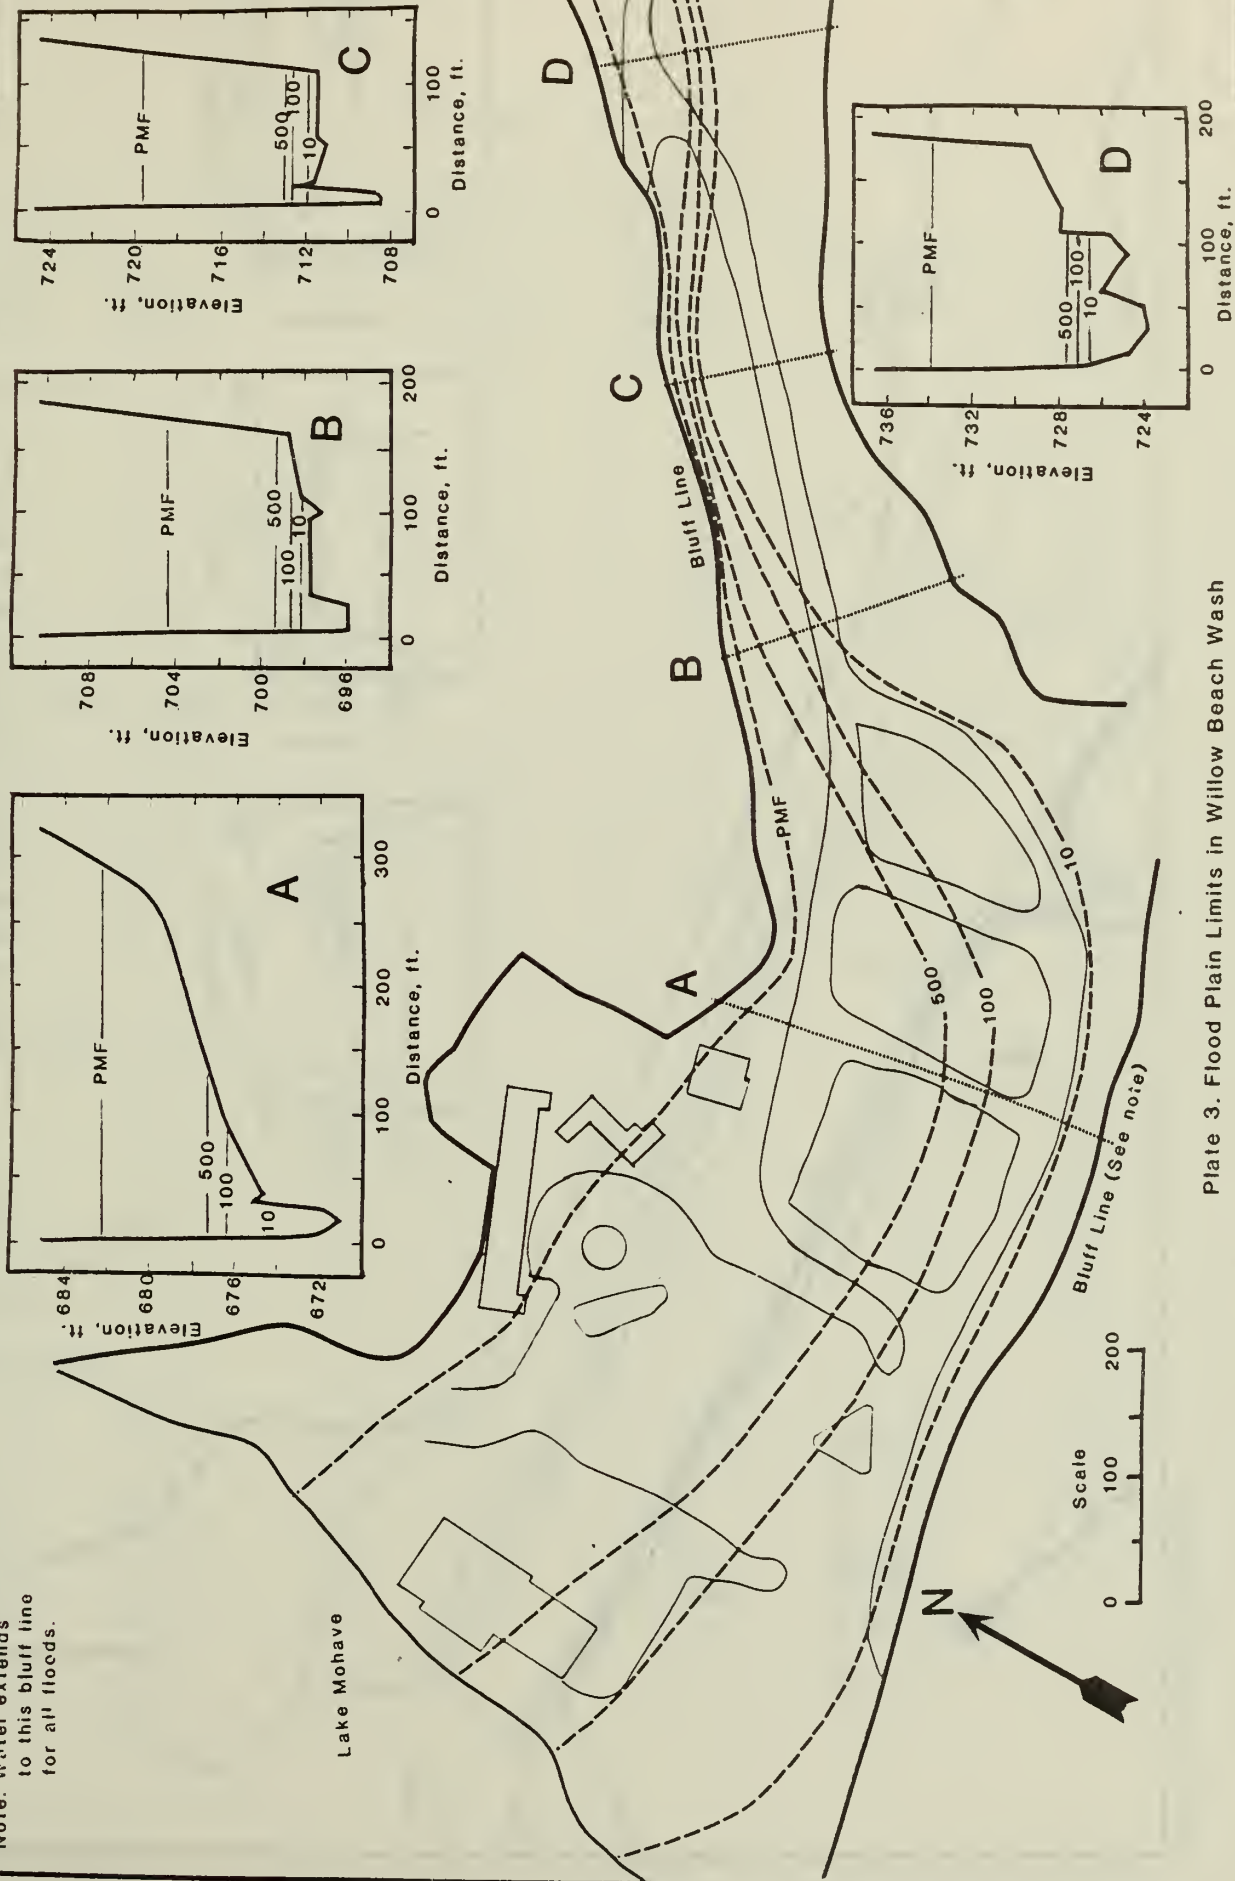 Note: Water extends
to this bluff line
for all floods.
Lake Mohave
Elevation, ft.
684
680
676
672
PMF
500
100
10
A
0
100
200
300
Distance, ft.
Elevation, ft.
708
704
700
696
PMF
500
100
10
B
0
100
200
Distance, ft.
Elevation, ft.
724
720
716
712
708
PMF
500
100
10
C
0
100
Distance, ft.
Elevation, ft.
736
732
728
724
PMF
500
100
10
D
0
100
200
Distance, ft.
A
B
C
D
Bluff Line
PMF
500
100
10
Bluff Line (See note)
N
Scale
0 100 200
Plate 3. Flood Plain Limits in Willow Beach Wash